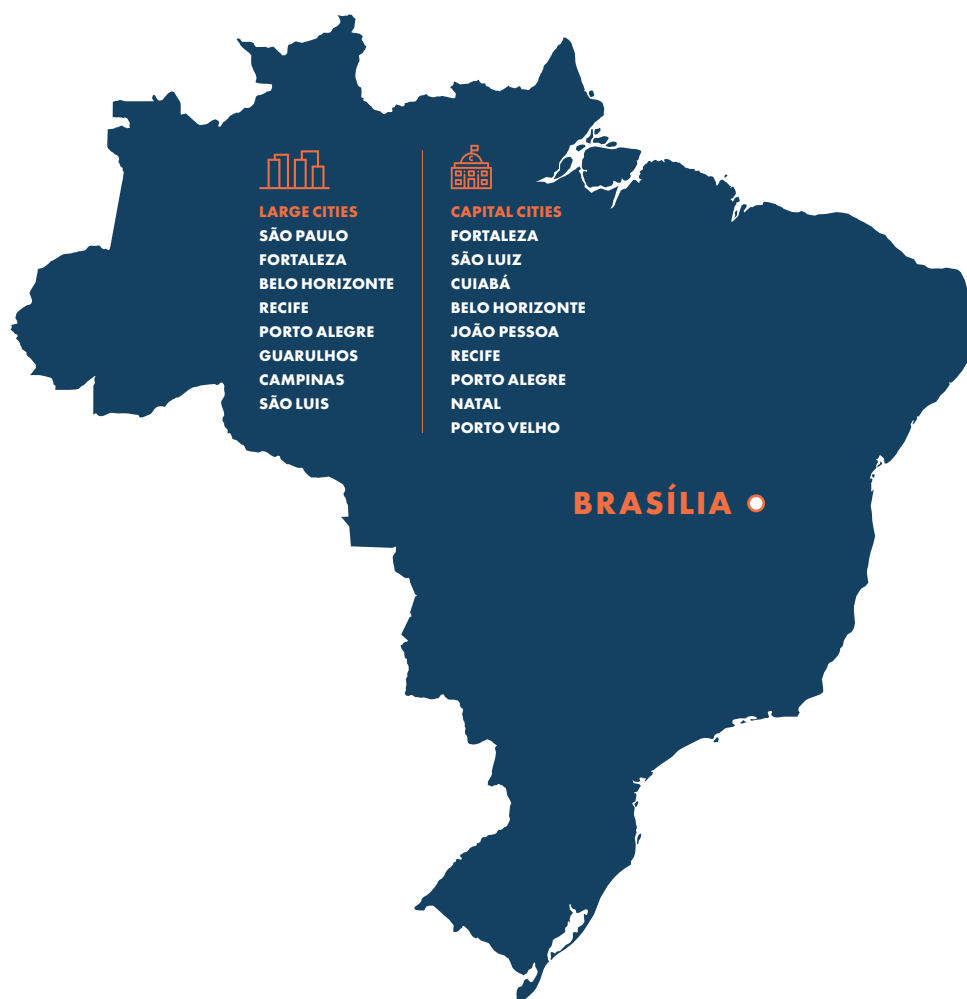 LARGE CITIES
SÃO PAULO
FORTALEZA
BELO HORIZONTE
RECIFE
PORTO ALEGRE
GUARULHOS
CAMPINAS
SÃO LUIS
CAPITAL CITIES
FORTALEZA
SÃO LUIZ
CUIABÁ
BELO HORIZONTE
JOÃO PESSOA
RECIFE
PORTO ALEGRE
NATAL
PORTO VELHO
BRASÍLIA